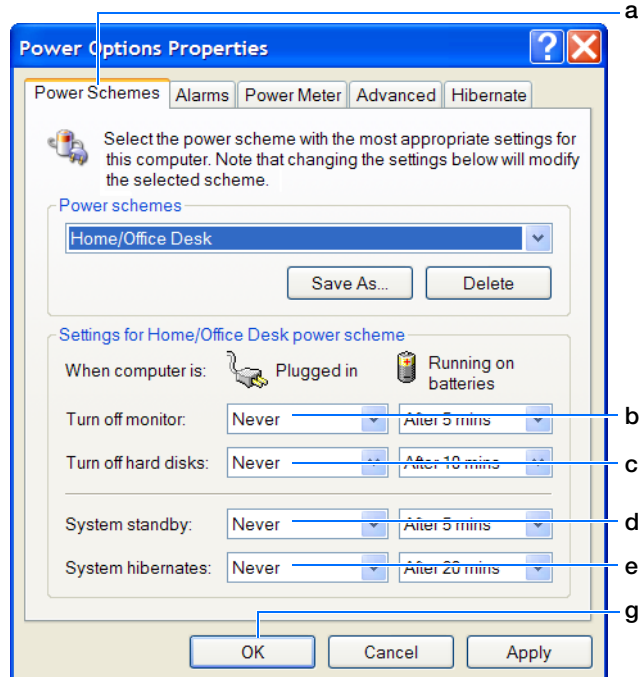 a
Power Options Properties
Power Schemes Alarms Power Meter Advanced Hibernate
Select the power scheme with the most appropriate settings for
this computer. Note that changing the settings below will modify
the selected scheme.
Power schemes
Home/Office Desk
Save As... Delete
Settings for Home/Office Desk power scheme
When computer is: Plugged in Running on
batteries
Turn off monitor: Never After 5 mins b
Turn off hard disks: Never After 10 mins c
System standby: Never After 5 mins d
System hibernates: Never After 20 mins e
g
OK Cancel Apply